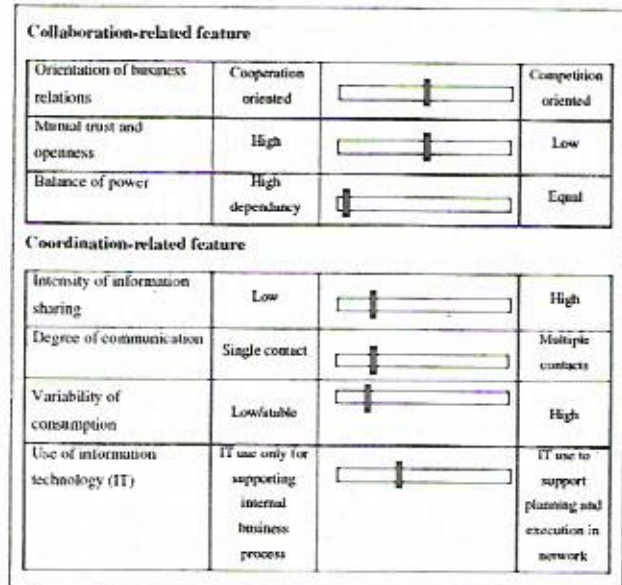 Collaboration-related feature
Orientation of business relations
Cooperation oriented
Competition oriented
Mutual trust and openness
High
Low
Balance of power
High dependancy
Equal
Coordination-related feature
Intensity of information sharing
Low
High
Degree of communication
Single contact
Multiple contacts
Variability of consumption
Low/stable
High
Use of information technology (IT)
IT use only for supporting internal business process
IT use to support planning and execution in network